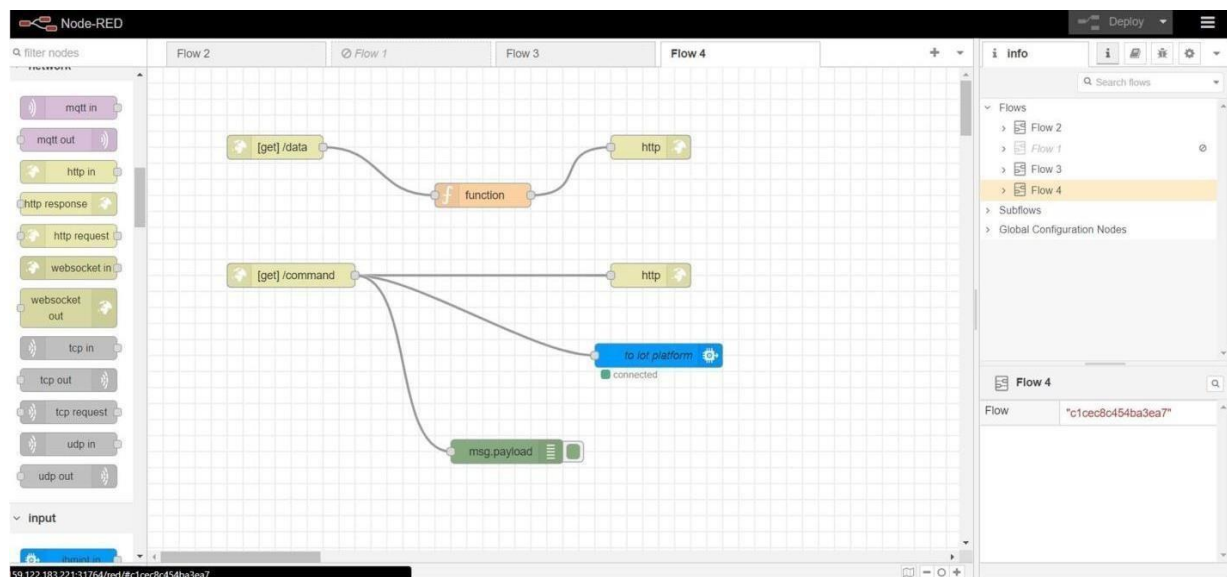 Node-RED
Deploy
filter nodes
network
mqtt in
mqtt out
http in
http response
http request
websocket in
websocket
out
tcp in
tcp out
tcp request
udp in
udp out
input
ibmiot in
Flow 2
Flow 1
Flow 3
Flow 4
[get] /data
http
f
function
[get] /command
http
to iot platform
connected
msg.payload
i info
i
Search flows
Flows
Flow 2
Flow 1
Flow 3
Flow 4
Subflows
Global Configuration Nodes
Flow 4
Flow
"c1cec8c454ba3ea7"
59.122.183.221:31764/red/#c1cec8c454ba3ea7